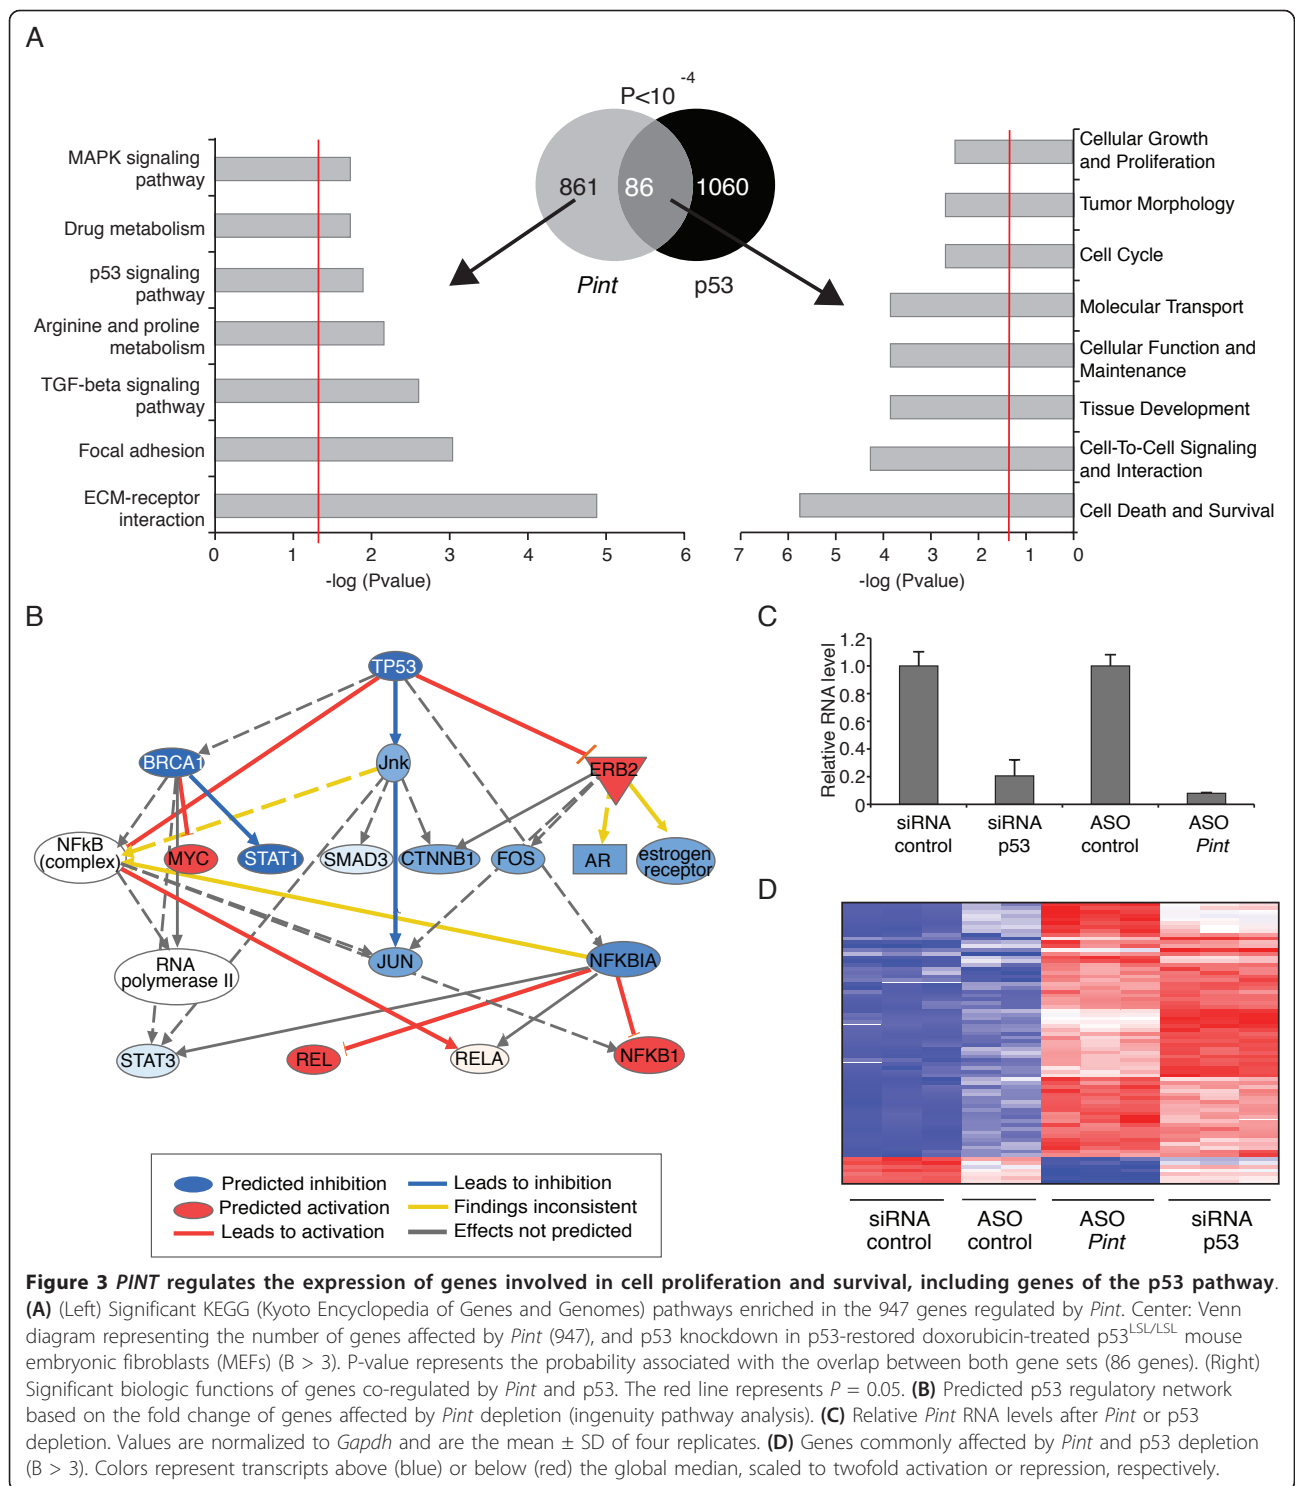 A
P<10
-4
861
86
1060
Pint
p53
MAPK signaling
pathway
Drug metabolism
p53 signaling
pathway
Arginine and proline
metabolism
TGF-beta signaling
pathway
Focal adhesion
ECM-receptor
interaction
0 1 2 3 4 5 6
-log (Pvalue)
Cellular Growth
and Proliferation
Tumor Morphology
Cell Cycle
Molecular Transport
Cellular Function and
Maintenance
Tissue Development
Cell-To-Cell Signaling
and Interaction
Cell Death and Survival
7 6 5 4 3 2 1 0
-log (Pvalue)
B
TP53
BRCA1
Jnk
ERB2
NFkB
(complex)
MYC
STAT1
SMAD3
CTNNB1
FOS
AR
estrogen
receptor
RNA
polymerase II
JUN
NFKBIA
STAT3
REL
RELA
NFKB1
Predicted inhibition
Leads to inhibition
Predicted activation
Findings inconsistent
Leads to activation
Effects not predicted
C
Relative RNA level
1.2
1.0
0.8
0.6
0.4
0.2
0
siRNA
control
siRNA
p53
ASO
control
ASO
Pint
D
siRNA
control
ASO
control
ASO
Pint
siRNA
p53
Figure 3 PINT regulates the expression of genes involved in cell proliferation and survival, including genes of the p53 pathway.
(A) (Left) Significant KEGG (Kyoto Encyclopedia of Genes and Genomes) pathways enriched in the 947 genes regulated by Pint. Center: Venn
diagram representing the number of genes affected by Pint (947), and p53 knockdown in p53-restored doxorubicin-treated p53LSL/LSL mouse
embryonic fibroblasts (MEFs) (B > 3). P-value represents the probability associated with the overlap between both gene sets (86 genes). (Right)
Significant biologic functions of genes co-regulated by Pint and p53. The red line represents P = 0.05. (B) Predicted p53 regulatory network
based on the fold change of genes affected by Pint depletion (ingenuity pathway analysis). (C) Relative Pint RNA levels after Pint or p53
depletion. Values are normalized to Gapdh and are the mean ± SD of four replicates. (D) Genes commonly affected by Pint and p53 depletion
(B > 3). Colors represent transcripts above (blue) or below (red) the global median, scaled to twofold activation or repression, respectively.